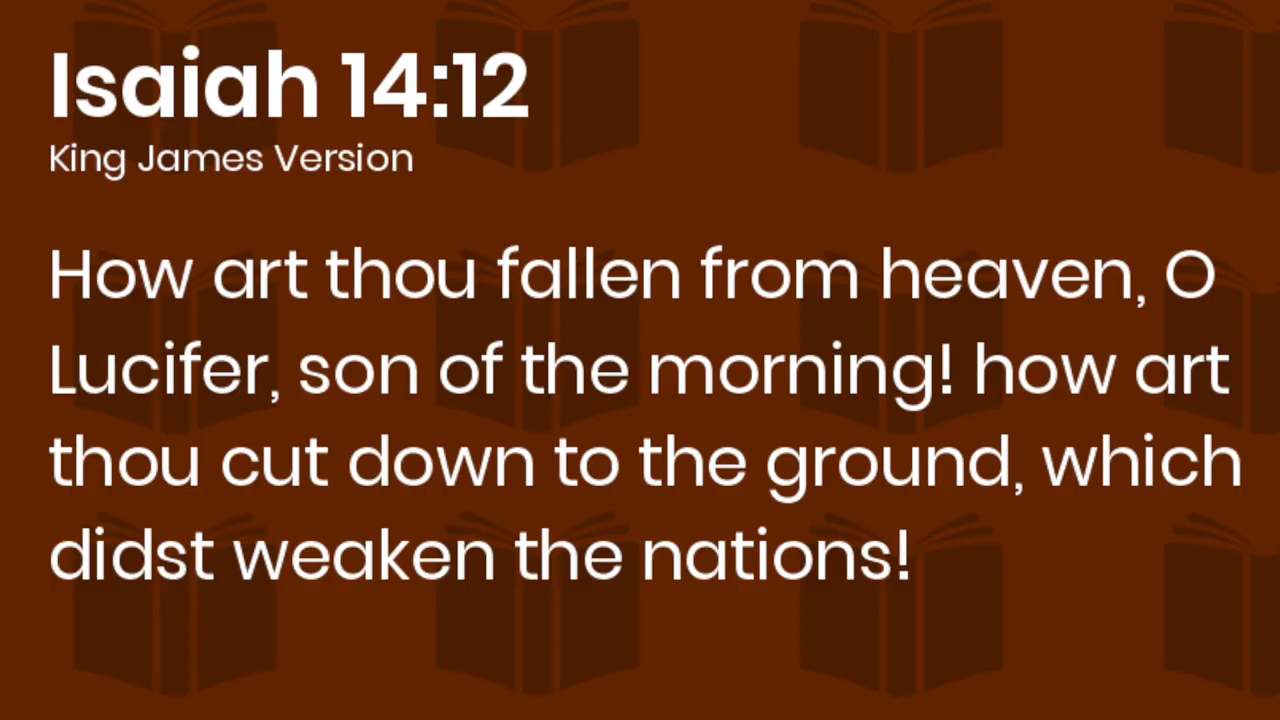 Isaiah 14:12
King James Version
How art thou fallen from heaven, O
Lucifer, son of the morning! how art
thou cut down to the ground, which
didst weaken the nations!